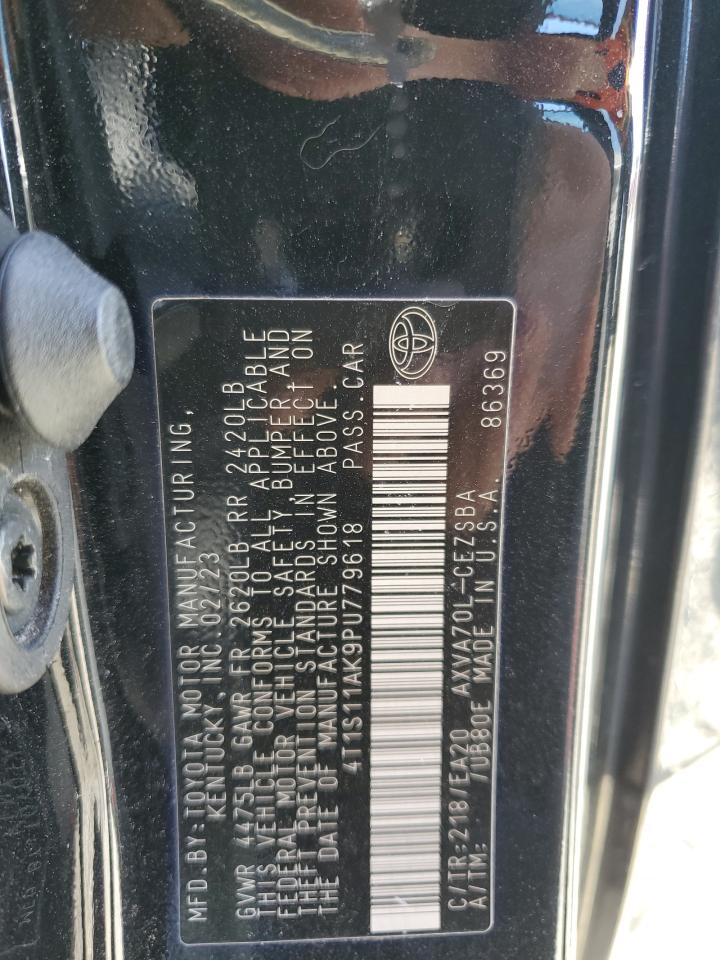 MFD.BY:TOYOTA MOTOR MANUFACTURING,
KENTUCKY,INC.02/23
GVWR 4475LB GAWR FR 2620LB RR 2420LB
THIS VEHICLE CONFORMS TO ALL APPLICABLE
FEDERAL MOTOR VEHICLE SAFETY, BUMPER, AND
THEFT PREVENTION STANDARDS IN EFFECT ON
THE DATE OF MANUFACTURE SHOWN ABOVE.
4T1S11AK9PU779618 PASS.CAR
C/TR:218/EA20 AXVA70L-CEZSBA
A/TM: /UB80E MADE IN U.S.A. 86369